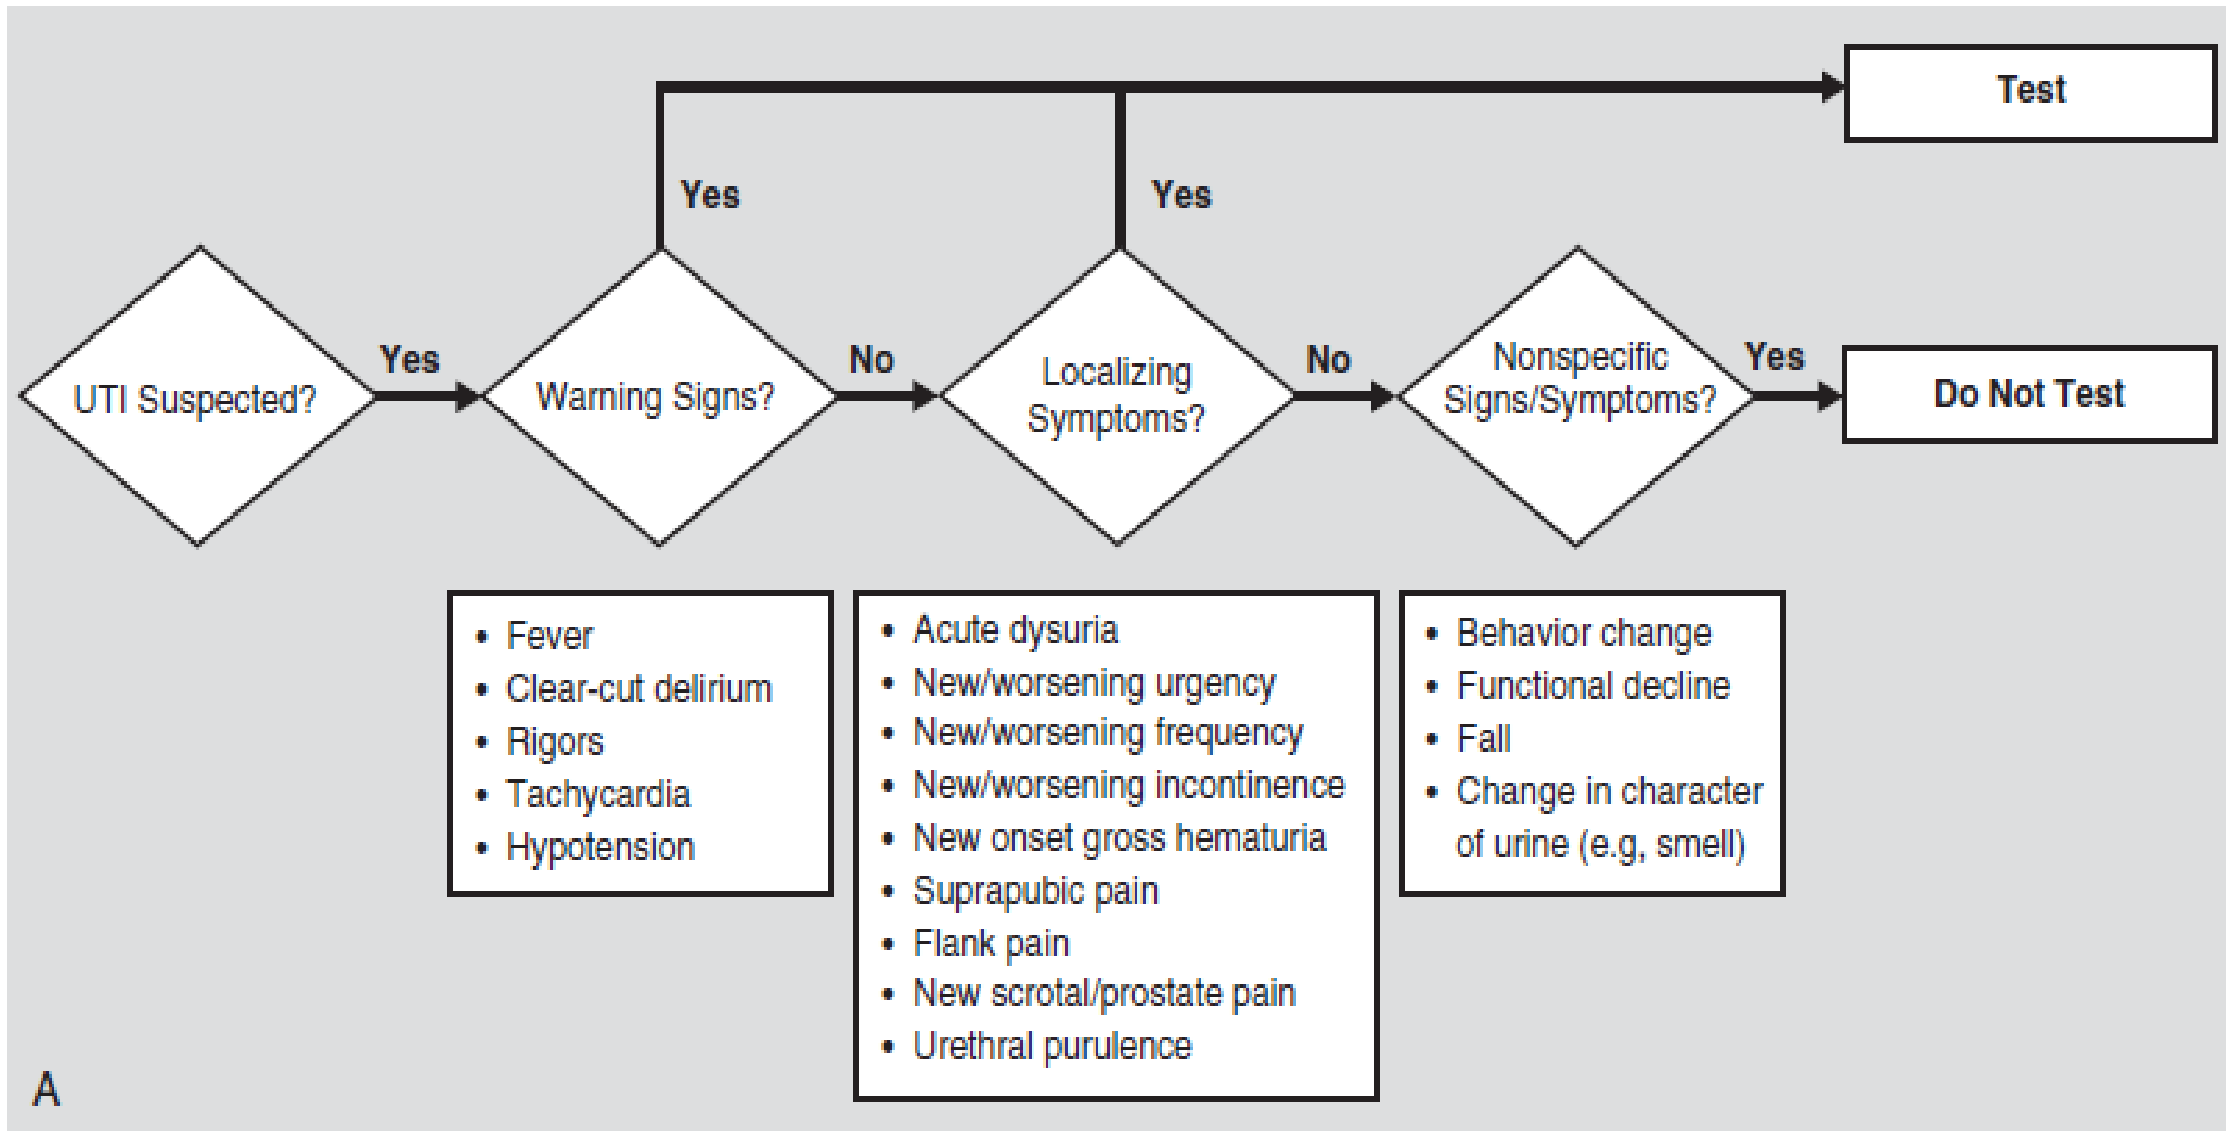 Test
Yes
Yes
UTI Suspected?
Yes
Warning Signs?
No
Localizing
Symptoms?
No
Nonspecific
Signs/Symptoms?
Yes
Do Not Test
• Fever
• Clear-cut delirium
• Rigors
• Tachycardia
• Hypotension
• Acute dysuria
• New/worsening urgency
• New/worsening frequency
• New/worsening incontinence
• New onset gross hematuria
• Suprapubic pain
• Flank pain
• New scrotal/prostate pain
• Urethral purulence
• Behavior change
• Functional decline
• Fall
• Change in character
of urine (e.g, smell)
A